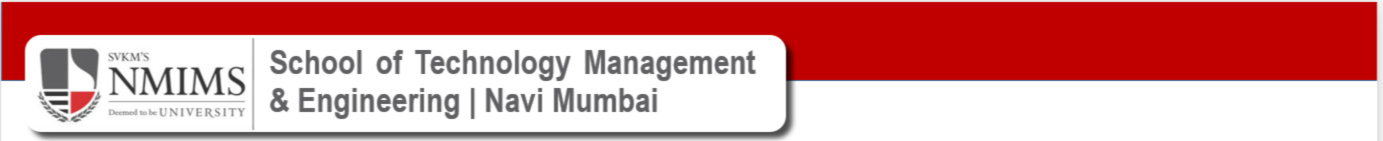 SVKM'S
NMIMS
Deemed to be UNIVERSITY
School of Technology Management
& Engineering | Navi Mumbai